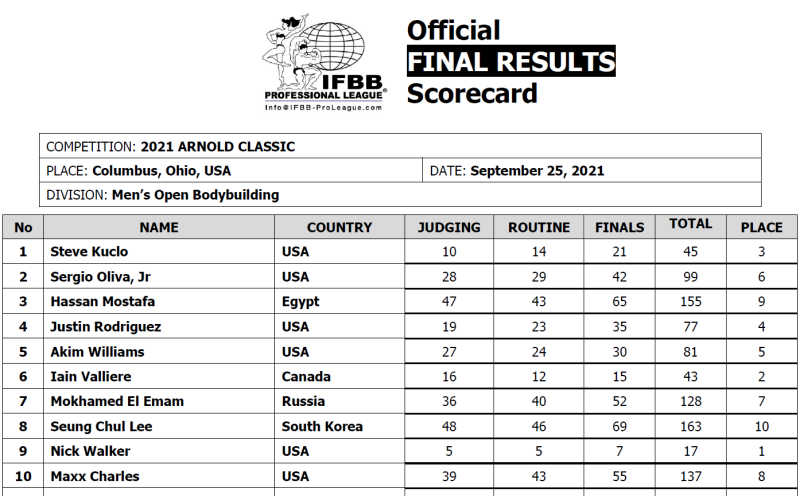 Official
FINAL RESULTS
Scorecard
IFBB
PROFESSIONAL LEAGUE®
Info@IFBB-ProLeague.com
COMPETITION: 2021 ARNOLD CLASSIC
PLACE: Columbus, Ohio, USA DATE: September 25, 2021
DIVISION: Men's Open Bodybuilding
No NAME COUNTRY JUDGING ROUTINE FINALS TOTAL PLACE
1 Steve Kuclo USA 10 14 21 45 3
2 Sergio Oliva, Jr USA 28 29 42 99 6
3 Hassan Mostafa Egypt 47 43 65 155 9
4 Justin Rodriguez USA 19 23 35 77 4
5 Akim Williams USA 27 24 30 81 5
6 Iain Valliere Canada 16 12 15 43 2
7 Mokhamed El Emam Russia 36 40 52 128 7
8 Seung Chul Lee South Korea 48 46 69 163 10
9 Nick Walker USA 5 5 7 17 1
10 Maxx Charles USA 39 43 55 137 8